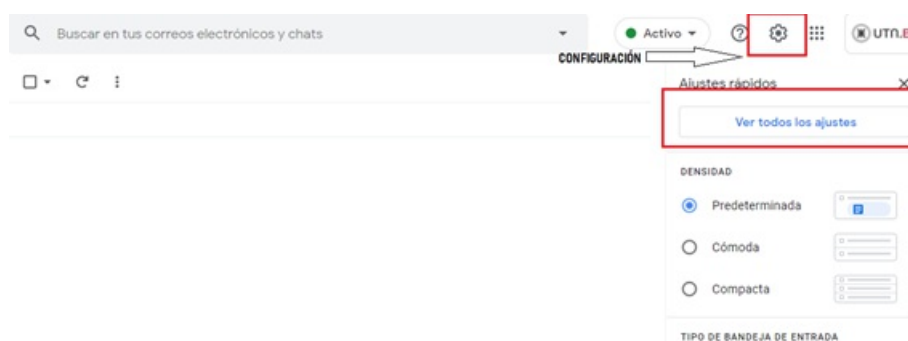 Buscar en tus correos electrónicos y chats
Activo
UTN.
CONFIGURACIÓN
Ajustes rápidos
Ver todos los ajustes
DENSIDAD
Predeterminada
Cómoda
Compacta
TIPO DE BANDEJA DE ENTRADA